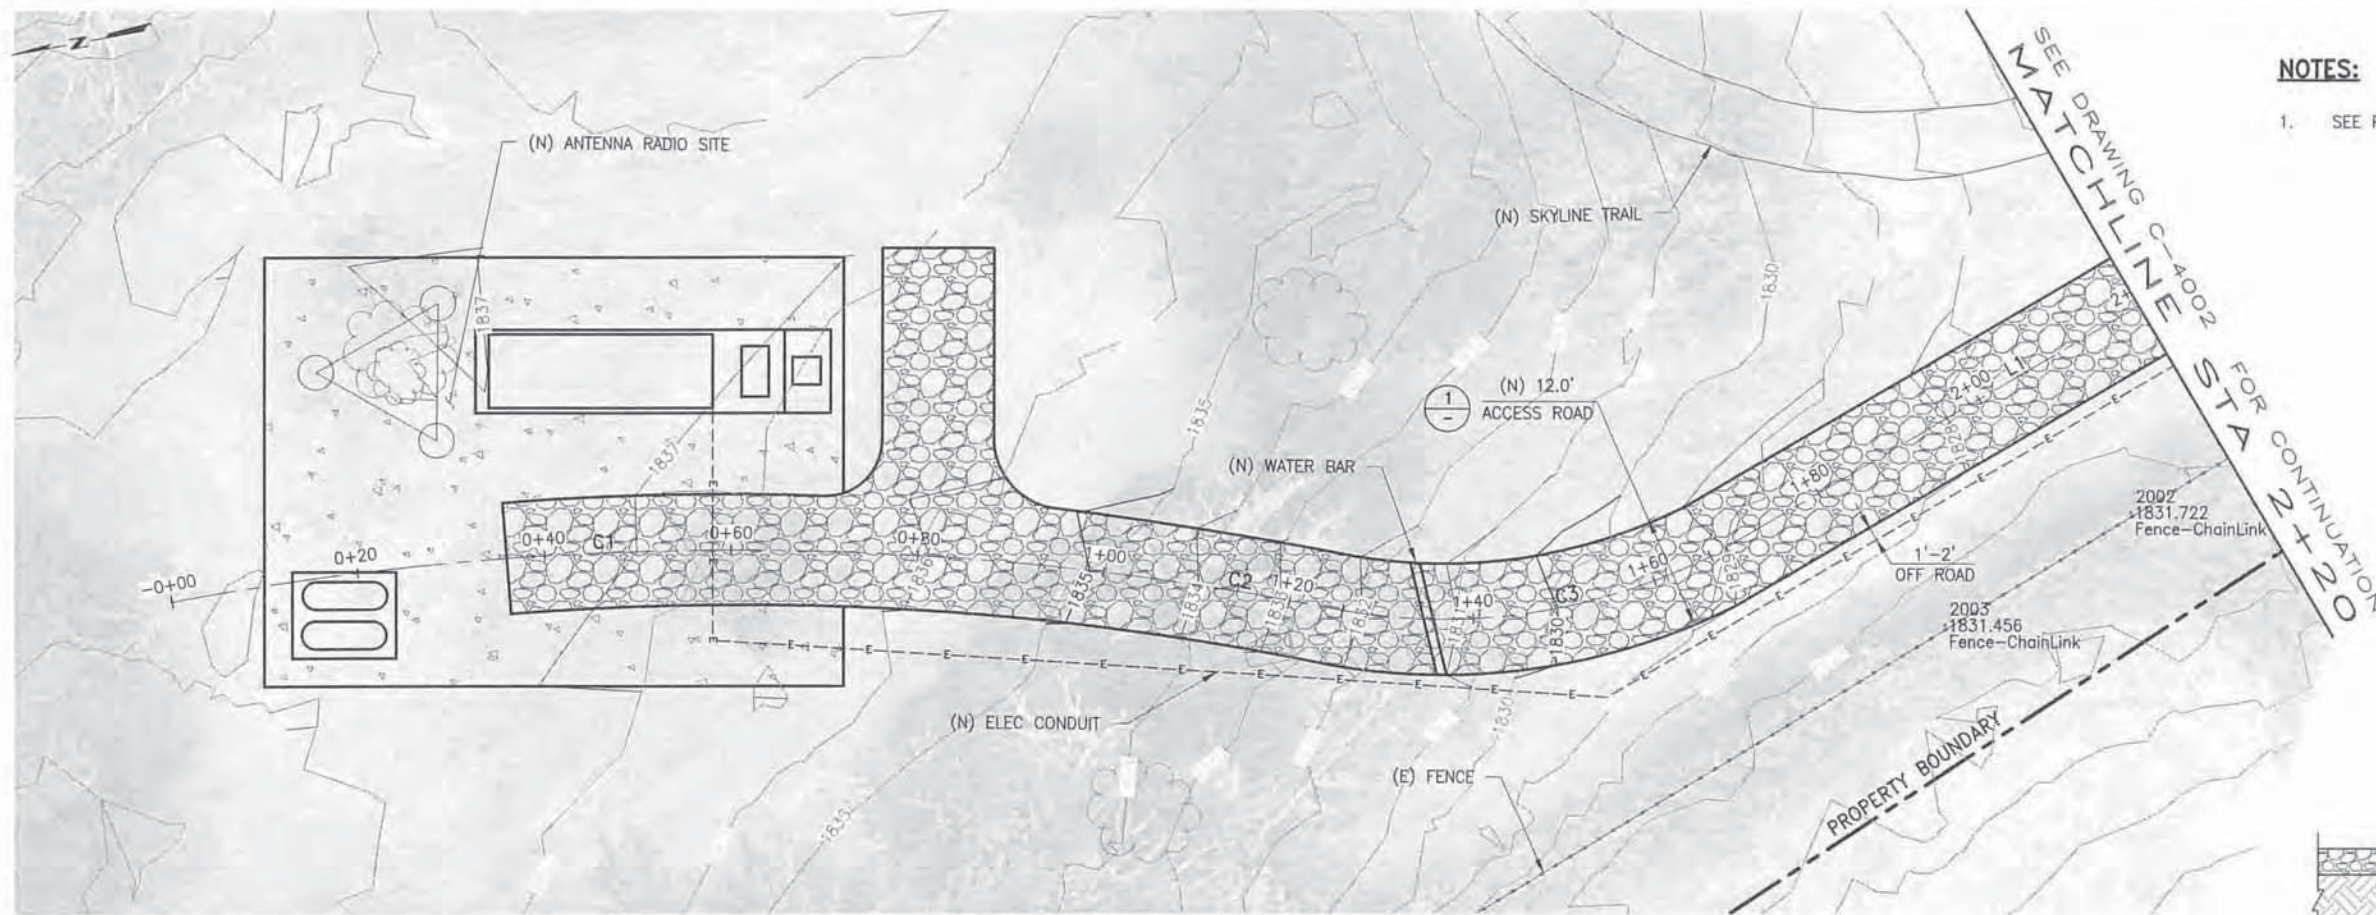 N
(N) ANTENNA RADIO SITE
NOTES:
1. SEE
SEE DRAWING C-4002 FOR CONTINUATION
MATCHLINE STA 2+20
(N) SKYLINE TRAIL
1830
1837
1837
1835
(N) 12.0'
1
-
ACCESS ROAD
(N) WATER BAR
2+
L1
2+00
1828
1+80
2002
1831.722
Fence-ChainLink
1'-2'
OFF ROAD
2003
1831.456
Fence-ChainLink
-0+00
0+20
0+40
C1
0+60
0+80
1836
1+00
1835
1834
C2
1+20
1833
1832
1+40
1831
1830
C3
1+60
1829
E E E E E E E E E E E E
(N) ELEC CONDUIT
1830
1835
(E) FENCE
PROPERTY BOUNDARY